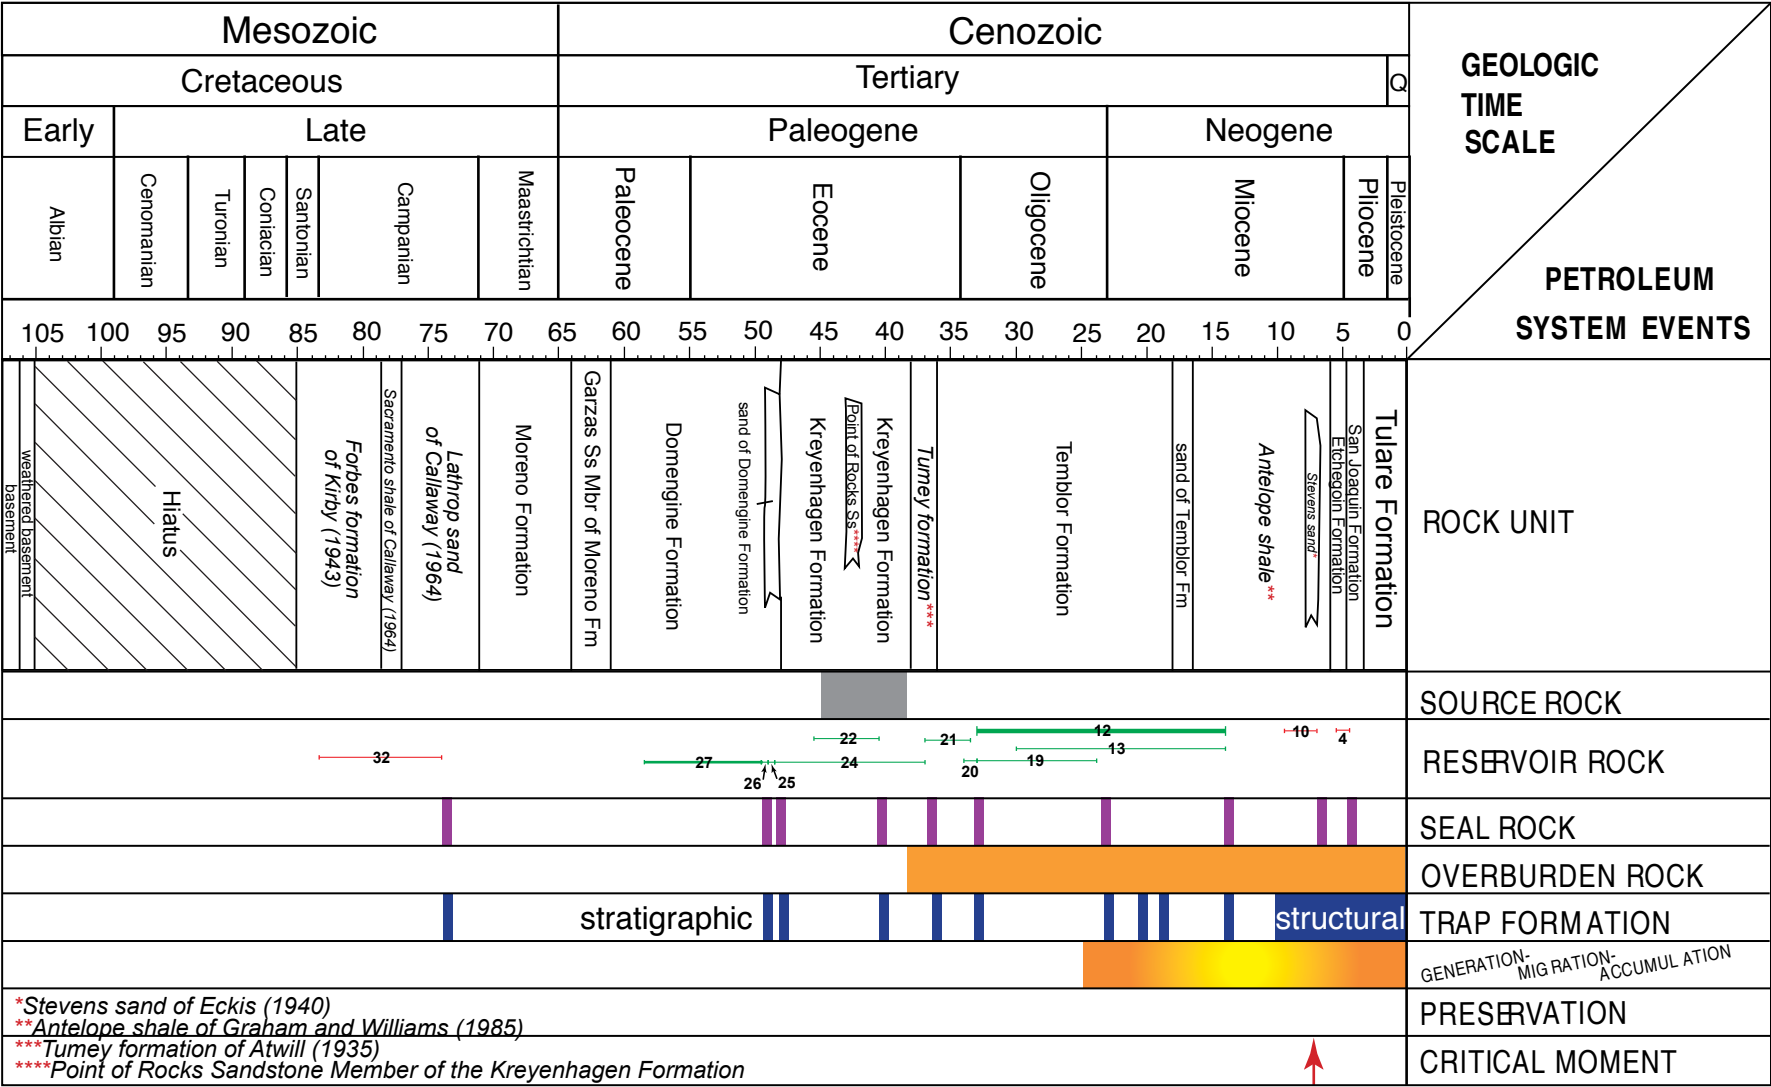 Mesozoic
Cenozoic
Cretaceous
Tertiary
Q
Early
Late
Paleogene
Neogene
Albian
Cenomanian
Turonian
Coniacian
Santonian
Campanian
Maastrichtian
Paleocene
Eocene
Oligocene
Miocene
Pliocene
Pleistocene
GEOLOGIC
TIME
SCALE
PETROLEUM
SYSTEM EVENTS
105 100 95 90 85 80 75 70 65 60 55 50 45 40 35 30 25 20 15 10 5 0
basement
weathered basement
Hiatus
Forbes formation
of Kirby (1943)
Sacramento shale of Callaway (1964)
Lathrop sand
of Callaway (1964)
Moreno Formation
Garzas Ss Mbr of Moreno Fm
Domengine Formation
sand of Domengine Formation
Kreyenhagen Formation
Point of Rocks Ss****
Kreyenhagen Formation
Tumey formation***
Temblor Formation
sand of Temblor Fm
Antelope shale**
Stevens sand*
Etchegoin Formation
San Joaquin Formation
Tulare Formation
ROCK UNIT
SOURCE ROCK
32
27
26
25
22
24
21
20
12
13
19
10
4
RESERVOIR ROCK
SEAL ROCK
OVERBURDEN ROCK
stratigraphic
structural
TRAP FORMATION
GENERATION-MIGRATION-ACCUMULATION
PRESERVATION
CRITICAL MOMENT
*Stevens sand of Eckis (1940)
**Antelope shale of Graham and Williams (1985)
***Tumey formation of Atwill (1935)
****Point of Rocks Sandstone Member of the Kreyenhagen Formation